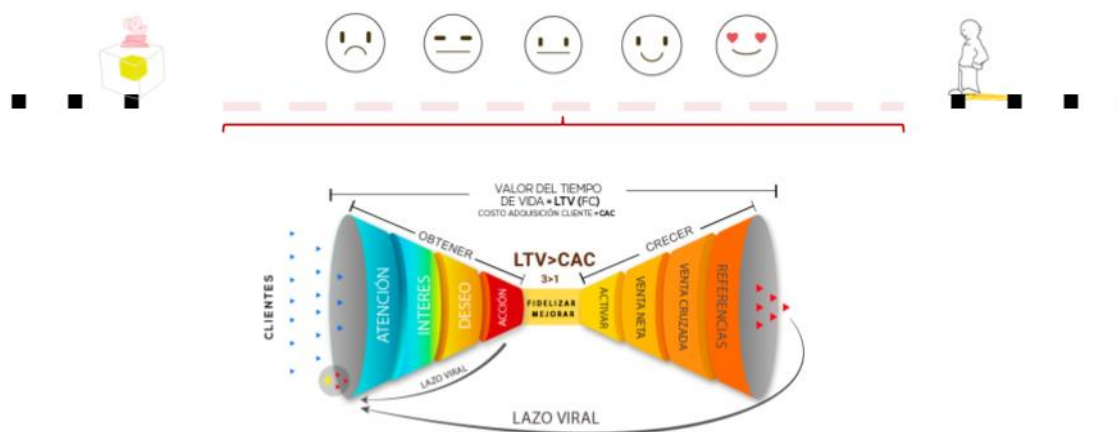 VALOR DEL TIEMPO
DE VIDA = LTV (FC)
COSTO ADQUISICIÓN CLIENTE = CAC
OBTENER
LTV>CAC
3>1
CRECER
CLIENTES
ATENCIÓN
INTERES
DESEO
ACCIÓN
FIDELIZAR
MEJORAR
ACTIVAR
VENTA NETA
VENTA CRUZADA
REFERENCIAS
LAZO VIRAL
LAZO VIRAL